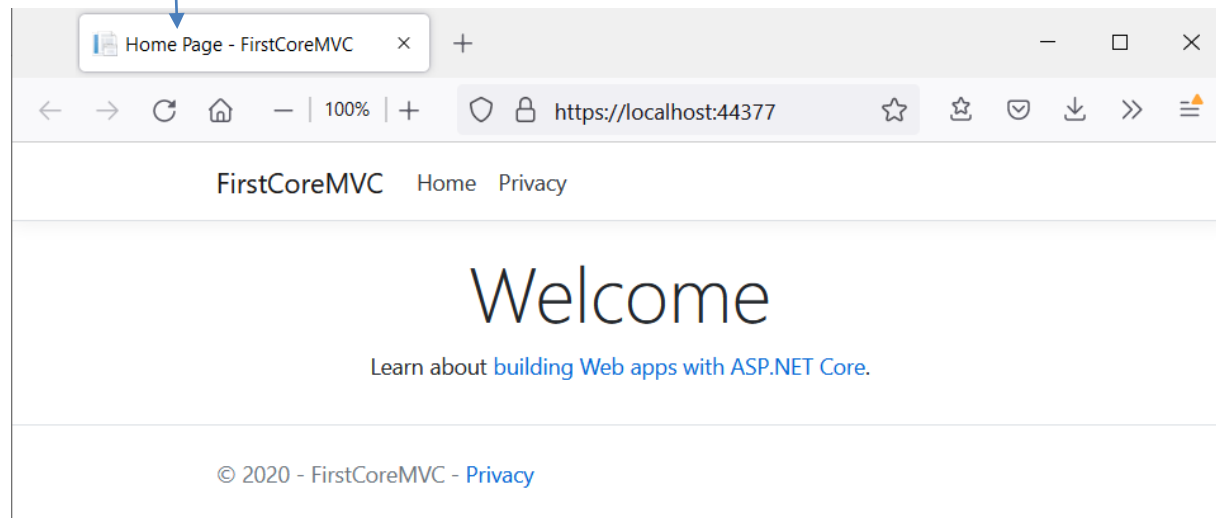 Home Page - FirstCoreMVC
100%
https://localhost:44377
FirstCoreMVC Home Privacy
Welcome
Learn about building Web apps with ASP.NET Core.
© 2020 - FirstCoreMVC - Privacy